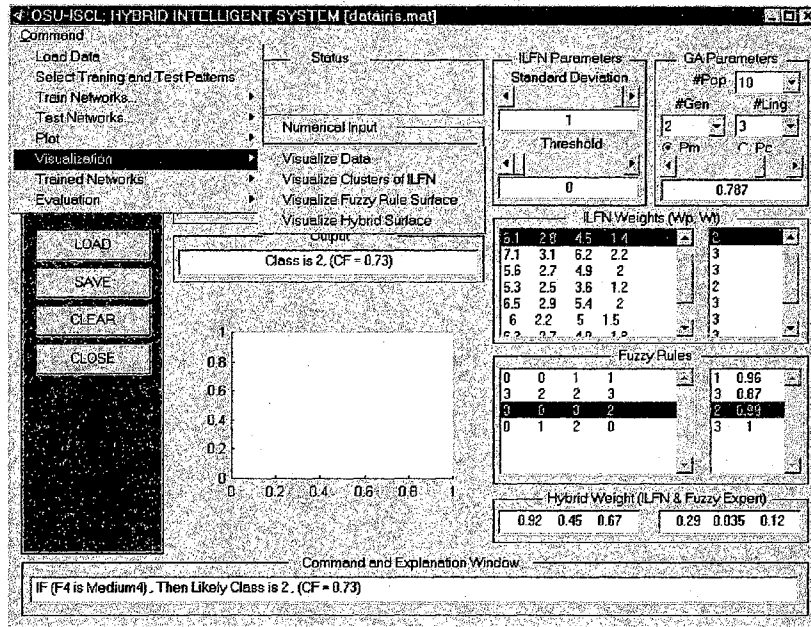 OSU-ISCL: HYBRID INTELLIGENT SYSTEM [datairis.mat]
Command
Load Data
Select Traning and Test Patterns
Train Networks
Test Networks
Plot
Visualization
Trained Networks
Evaluation
Visualize Data
Visualize Clusters of ILFN
Visualize Fuzzy Rule Surface
Visualize Hybrid Surface
Status
Numerical Input
Output
Class is 2, (CF = 0.73)
LOAD
SAVE
CLEAR
CLOSE
1
0.8
0.6
0.4
0.2
0
0 0.2 0.4 0.6 0.8 1
ILFN Parameters
Standard Deviation
1
Threshold
0
GA Parameters
#Pop 10
#Gen #Ling
2 3
Pm Pc
0.787
ILFN Weights (Wp, Wt)
6.1 2.8 4.5 1.4 2
7.1 3.1 6.2 2.2 3
5.6 2.7 4.9 2 3
5.3 2.5 3.6 1.2 2
6.5 2.9 5.4 2 3
6 2.2 5 1.5 3
6.3 2.7 4.9 1.8 3
Fuzzy Rules
0 0 1 1 1 0.96
3 2 2 3 3 0.87
0 0 0 2 2 0.99
0 1 2 0 3 1
Hybrid Weight (ILFN & Fuzzy Expert)
0.92 0.45 0.67 0.29 0.035 0.12
Command and Explanation Window
IF (F4 is Medium4) , Then Likely Class is 2 , (CF = 0.73)